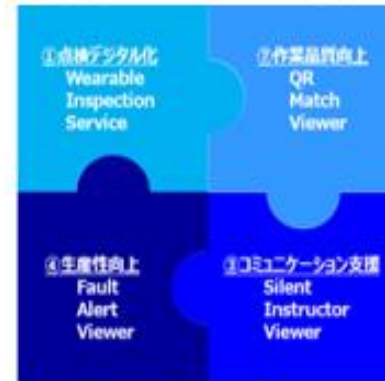 ①点検デジタル化
Wearable
Inspection
Service
②作業品質向上
QR
Match
Viewer
④生産性向上
Fault
Alert
Viewer
③コミュニケーション支援
Silent
Instructor
Viewer